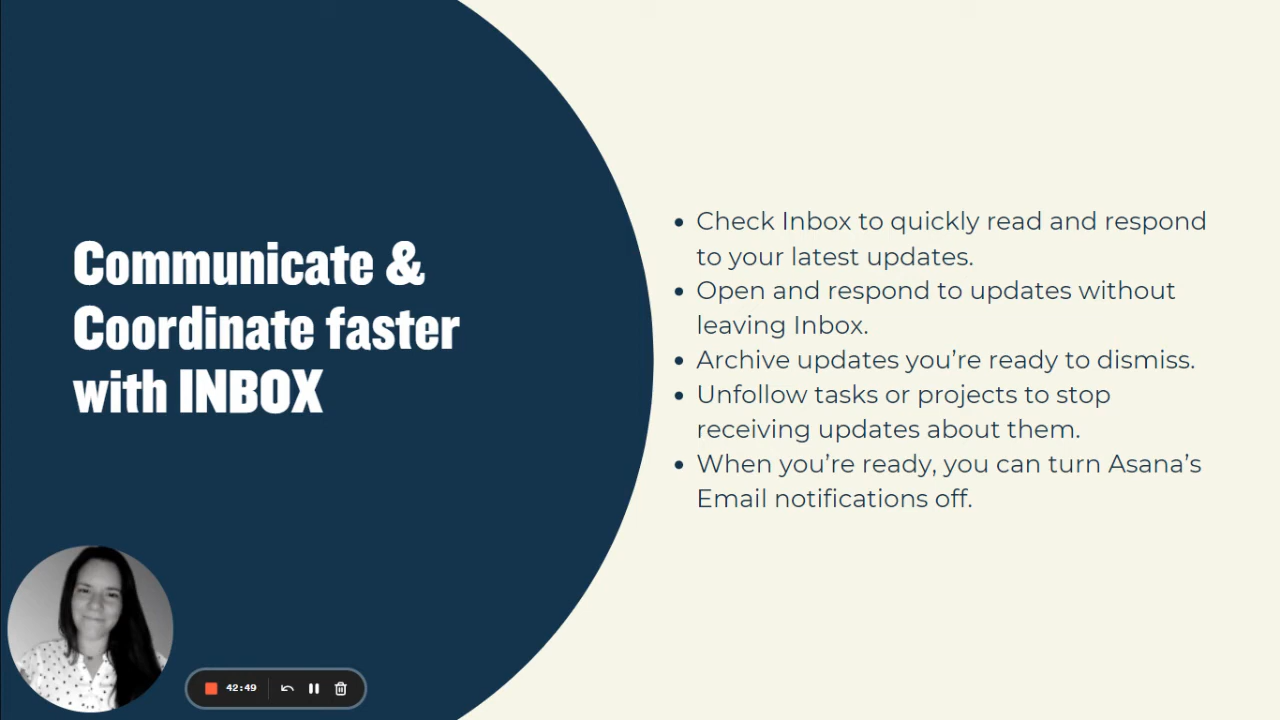 Communicate &
Coordinate faster
with INBOX
Check Inbox to quickly read and respond
to your latest updates.
Open and respond to updates without
leaving Inbox.
Archive updates you’re ready to dismiss.
Unfollow tasks or projects to stop
receiving updates about them.
When you’re ready, you can turn Asana’s
Email notifications off.
42:49